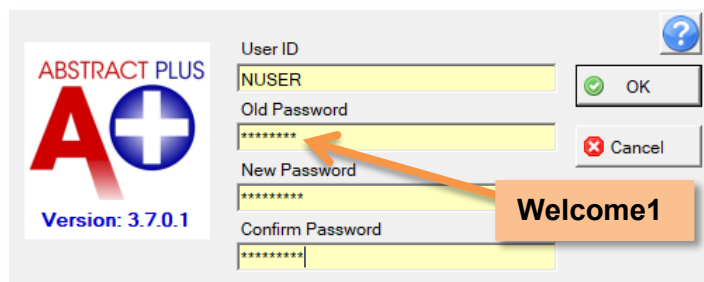 ABSTRACT PLUS
A+
Version: 3.7.0.1
User ID
NUSER
Old Password
********
New Password
*********
Confirm Password
*********
?
OK
Cancel
Welcome1